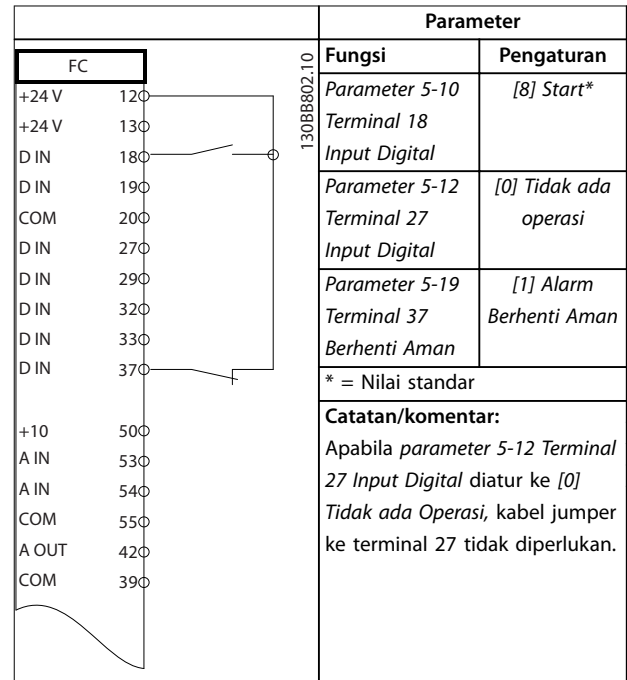 Parameter
FC
130BB802.10
Fungsi Pengaturan
+24 V 12
+24 V 13
D IN 18
D IN 19
COM 20
D IN 27
D IN 29
D IN 32
D IN 33
D IN 37
+10 50
A IN 53
A IN 54
COM 55
A OUT 42
COM 39
Parameter 5-10 [8] Start*
Terminal 18
Input Digital
Parameter 5-12 [0] Tidak ada
Terminal 27 operasi
Input Digital
Parameter 5-19 [1] Alarm
Terminal 37 Berhenti Aman
Berhenti Aman
* = Nilai standar
Catatan/komentar:
Apabila parameter 5-12 Terminal
27 Input Digital diatur ke [0]
Tidak ada Operasi, kabel jumper
ke terminal 27 tidak diperlukan.